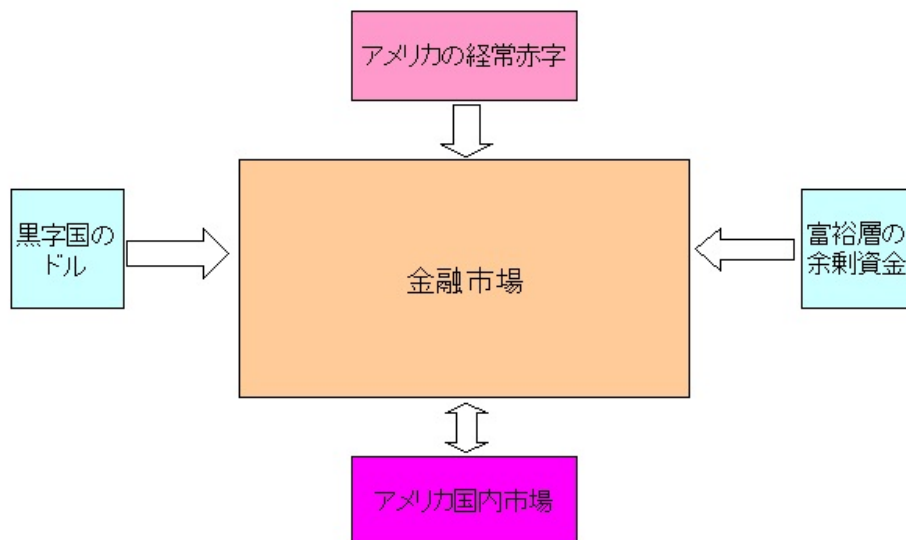 アメリカの経常赤字
黒字国の
ドル
金融市場
富裕層の
余剰資金
アメリカ国内市場